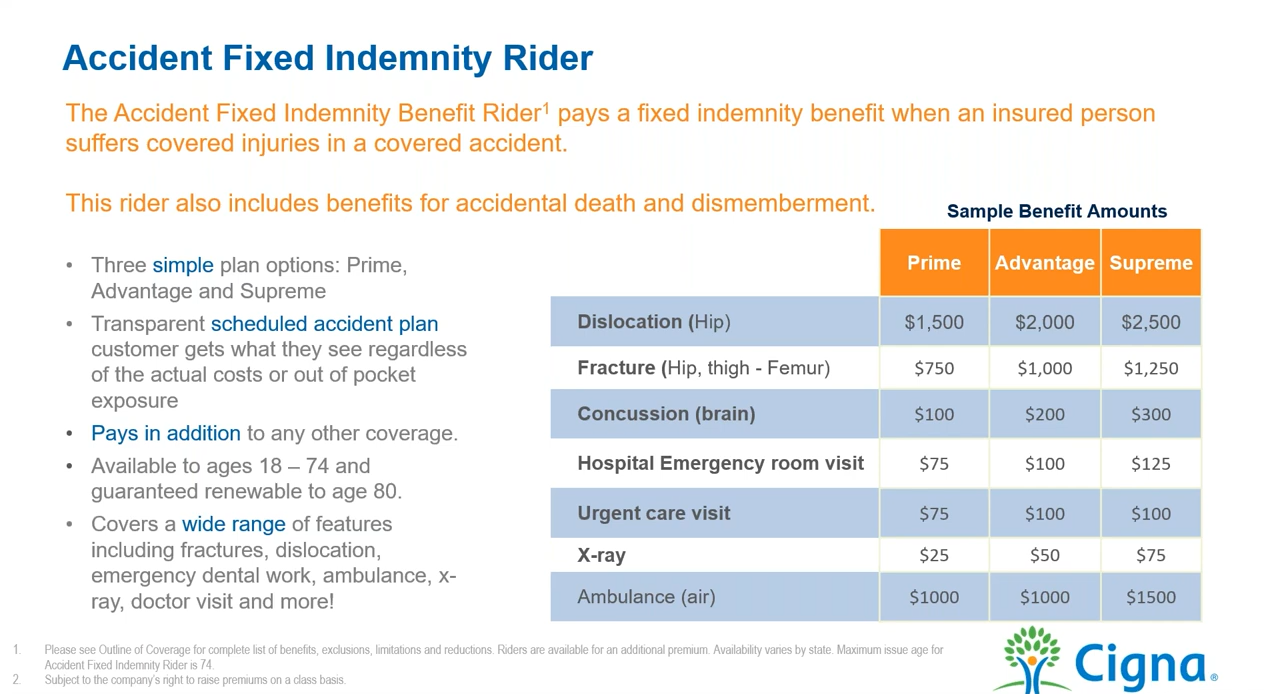 Accident Fixed Indemnity Rider
The Accident Fixed Indemnity Benefit Rider1 pays a fixed indemnity benefit when an insured person
suffers covered injuries in a covered accident.
This rider also includes benefits for accidental death and dismemberment.
• Three simple plan options: Prime,
Advantage and Supreme
• Transparent scheduled accident plan
customer gets what they see regardless
of the actual costs or out of pocket
exposure
• Pays in addition to any other coverage.
• Available to ages 18 – 74 and
guaranteed renewable to age 80.
• Covers a wide range of features
including fractures, dislocation,
emergency dental work, ambulance, x-
ray, doctor visit and more!
Sample Benefit Amounts
Prime Advantage Supreme
Dislocation (Hip) $1,500 $2,000 $2,500
Fracture (Hip, thigh - Femur) $750 $1,000 $1,250
Concussion (brain) $100 $200 $300
Hospital Emergency room visit $75 $100 $125
Urgent care visit $75 $100 $100
X-ray $25 $50 $75
Ambulance (air) $1000 $1000 $1500
1. Please see Outline of Coverage for complete list of benefits, exclusions, limitations and reductions. Riders are available for an additional premium. Availability varies by state. Maximum issue age for
Accident Fixed Indemnity Rider is 74.
2. Subject to the company's right to raise premiums on a class basis.
Cigna®